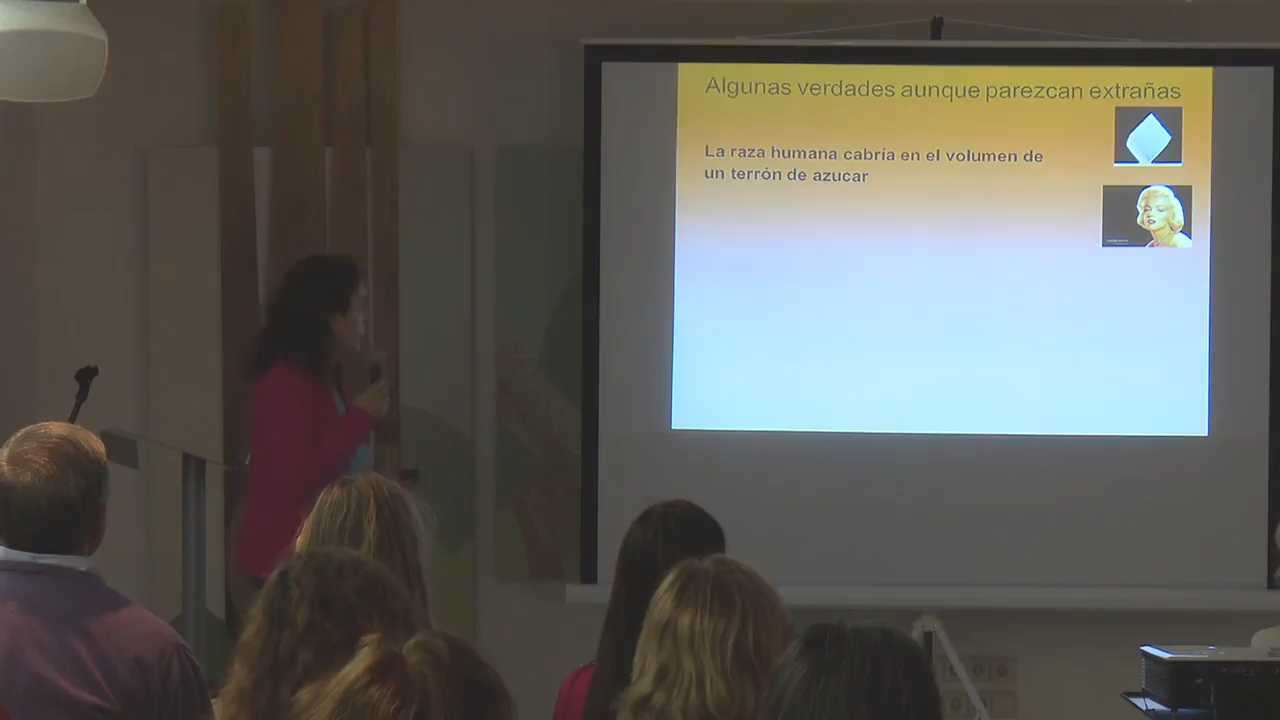 Algunas verdades aunque parezcan extrañas
La raza humana cabría en el volumen de
un terrón de azucar